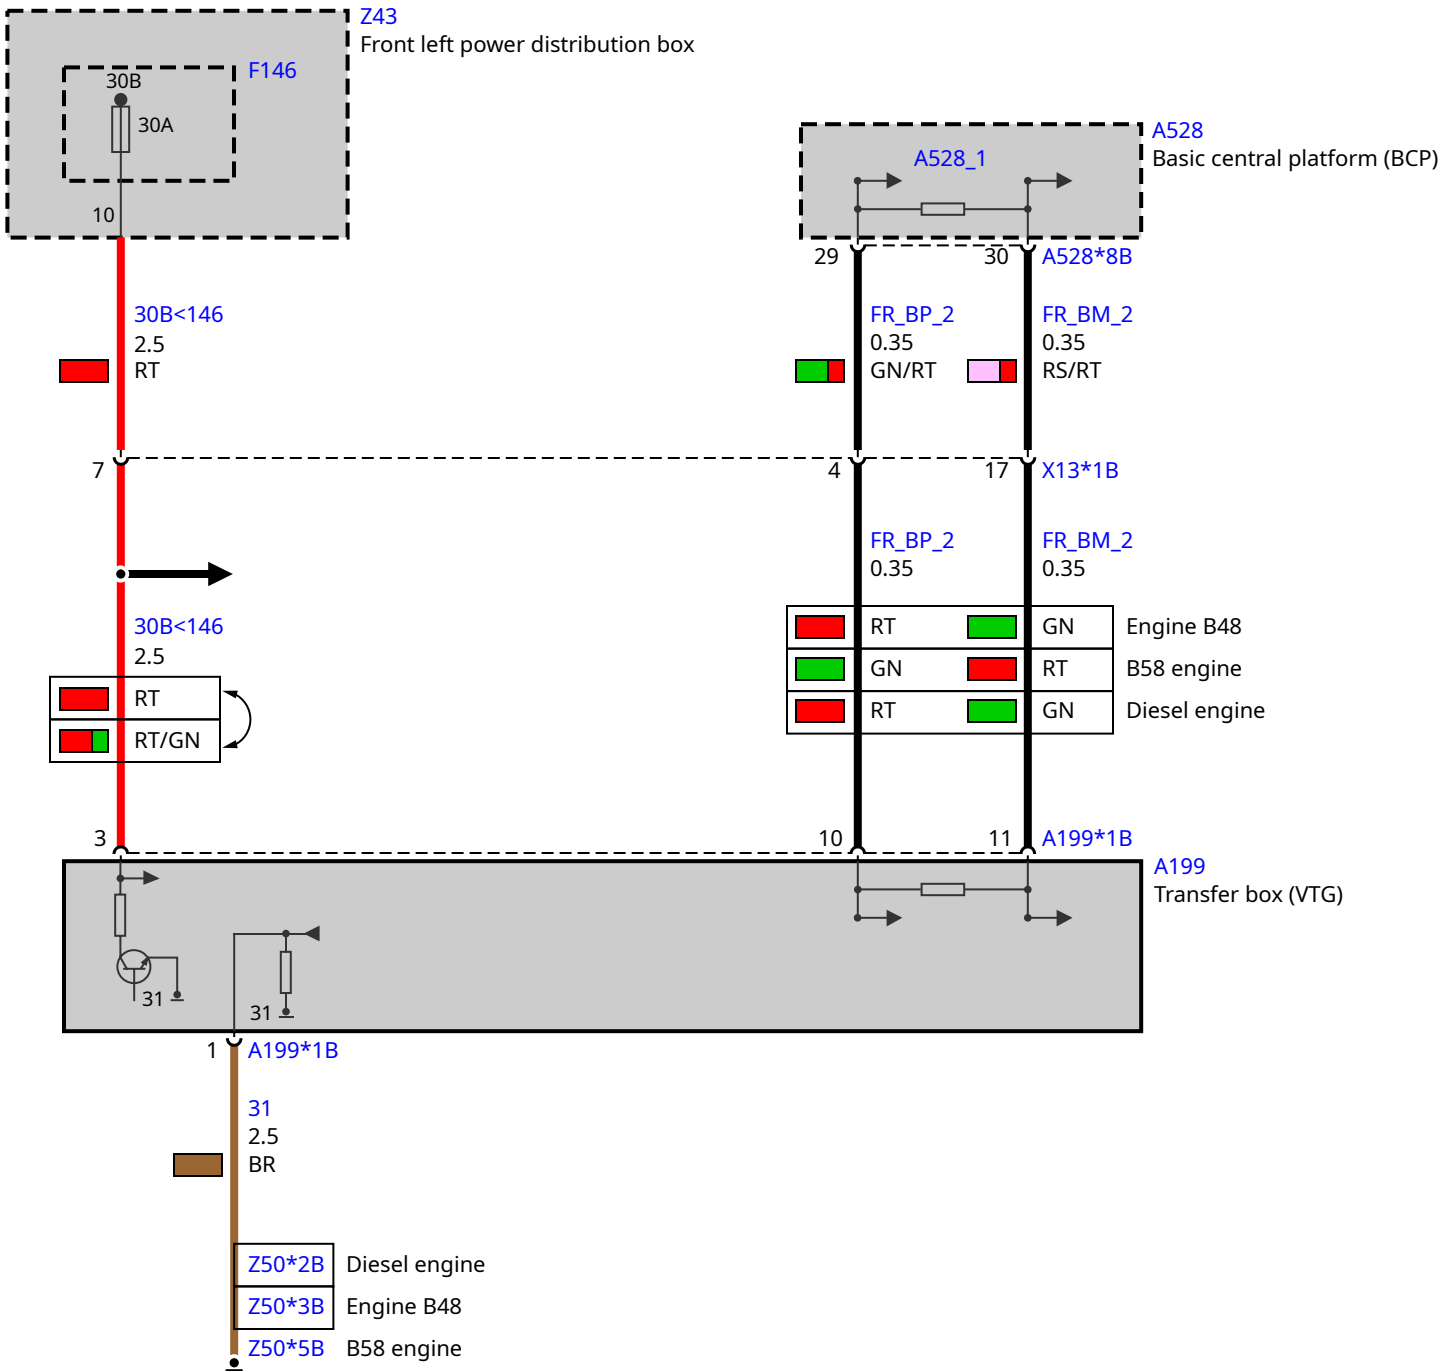 Z43
Front left power distribution box
F146
30B
30A
10
A528
Basic central platform (BCP)
A528_1
29
30
A528*8B
30B<146
2.5
RT
FR_BP_2
0.35
GN/RT
FR_BM_2
0.35
RS/RT
7
4
17
X13*1B
FR_BP_2
0.35
FR_BM_2
0.35
30B<146
2.5
RT
RT/GN
RT GN Engine B48
GN RT B58 engine
RT GN Diesel engine
3
10
11
A199*1B
A199
Transfer box (VTG)
31
31
1
A199*1B
31
2.5
BR
Z50*2B Diesel engine
Z50*3B Engine B48
Z50*5B B58 engine